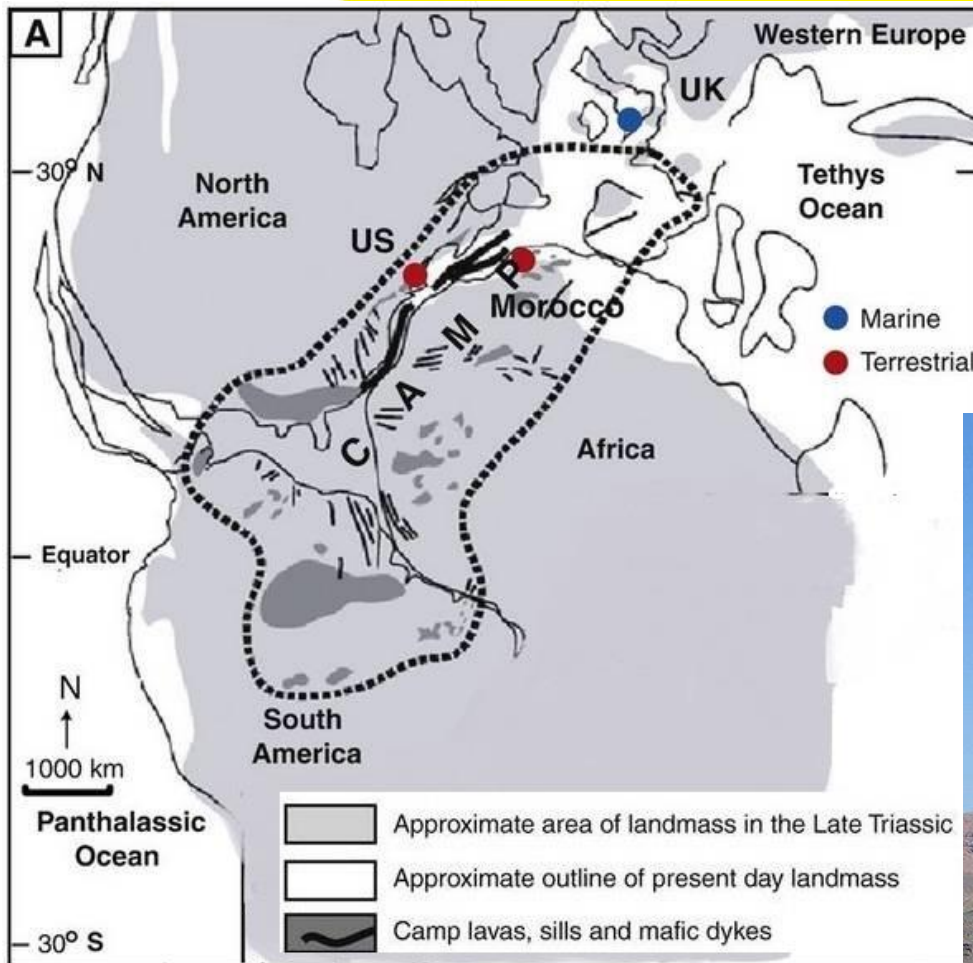 A
Western Europe
UK
30° N
North
America
Tethys
Ocean
US
P
Morocco
Marine
M
Terrestrial
A
C
Africa
Equator
N
South
America
1000 km
Panthalassic
Ocean
Approximate area of landmass in the Late Triassic
Approximate outline of present day landmass
Camp lavas, sills and mafic dykes
30° S